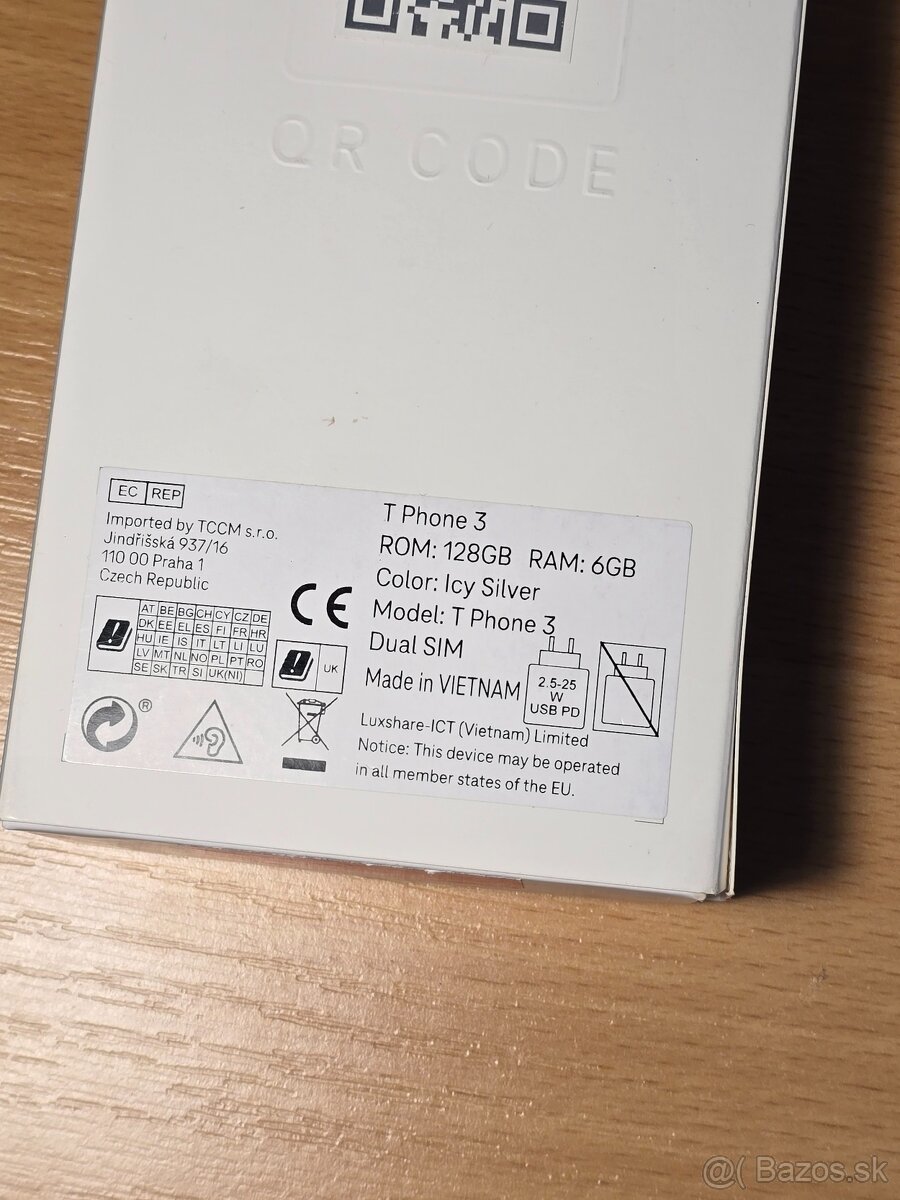 QR CODE
EC REP
Imported by TCCM s.r.o.
Jindřišská 937/16
110 00 Praha 1
Czech Republic
CE
AT BE BG CH CY CZ DE
DK EE EL ES FI FR HR
HU IE IS IT LT LI LU
LV MT NL NO PL PT RO
SE SK TR SI UK(NI)
UK
®
T Phone 3
ROM: 128GB RAM: 6GB
Color: Icy Silver
Model: T Phone 3
Dual SIM
Made in VIETNAM
2.5-25
W
USB PD
Luxshare-ICT (Vietnam) Limited
Notice: This device may be operated
in all member states of the EU.
@( Bazos.sk